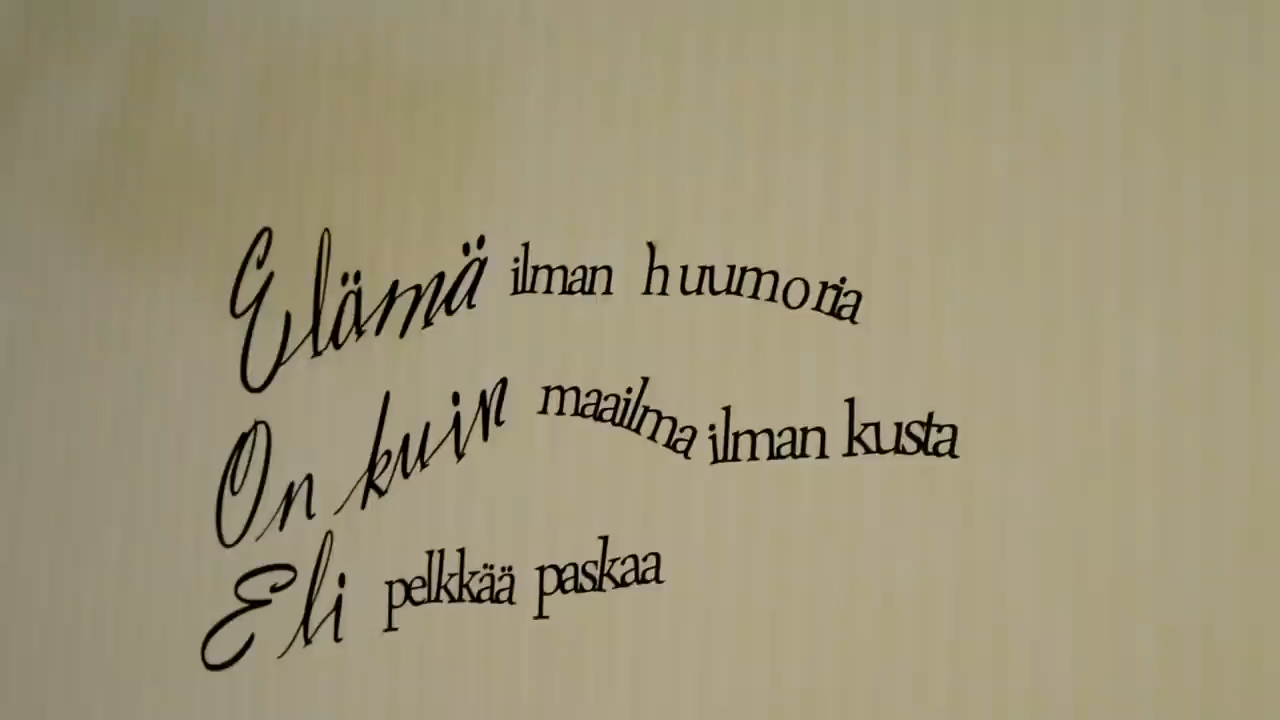 Elämä ilman huumoria
On kuin maailma ilman kusta
Eli pelkkää paskaa